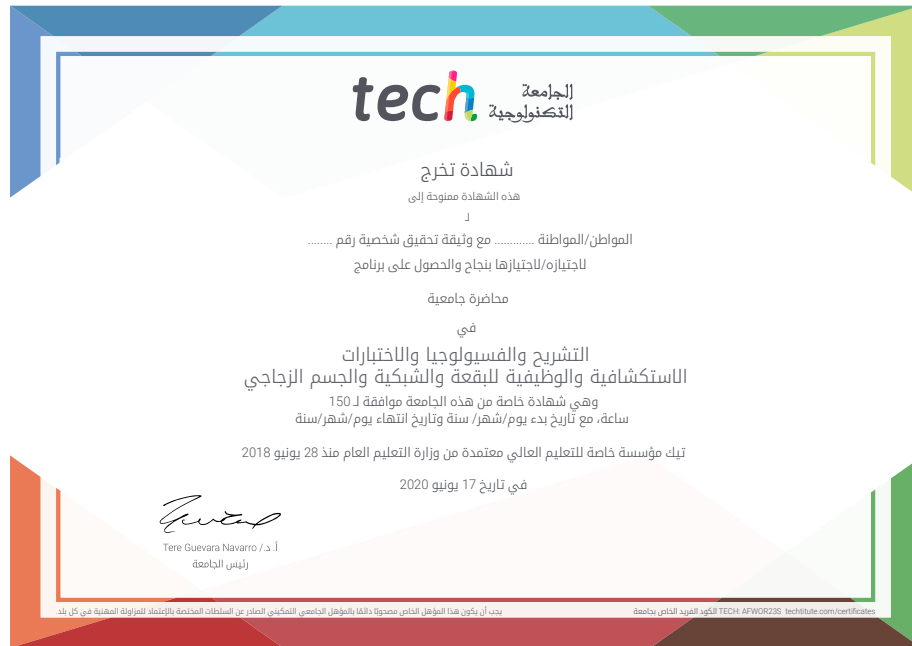 tech الجامعة التكنولوجية
شهادة تخرج
هذه الشهادة ممنوحة إلى
لـ
المواطن/المواطنة ............ مع وثيقة تحقيق شخصية رقم ........
لاجتيازه/لاجتيازها بنجاح والحصول على برنامج
محاضرة جامعية
في
التشريح والفسيولوجيا والاختبارات
الاستكشافية والوظيفية للبقعة والشبكية والجسم الزجاجي
وهي شهادة خاصة من هذه الجامعة موافقة لـ 150
ساعة، مع تاريخ بدء يوم/شهر/ سنة وتاريخ انتهاء يوم/شهر/سنة
تيك مؤسسة خاصة للتعليم العالي معتمدة من وزارة التعليم العام منذ 28 يونيو 2018
في تاريخ 17 يونيو 2020
أ.د./ Tere Guevara Navarro
رئيس الجامعة
الكود الفريد الخاص بجامعة TECH: AFWOR23S techtitute.com/certificates
يجب أن يكون هذا المؤهل الخاص مصحوبًا دائمًا بالمؤهل الجامعي التمكيني الصادر عن السلطات المختصة بالإعتماد للمزاولة المهنية في كل بلد.